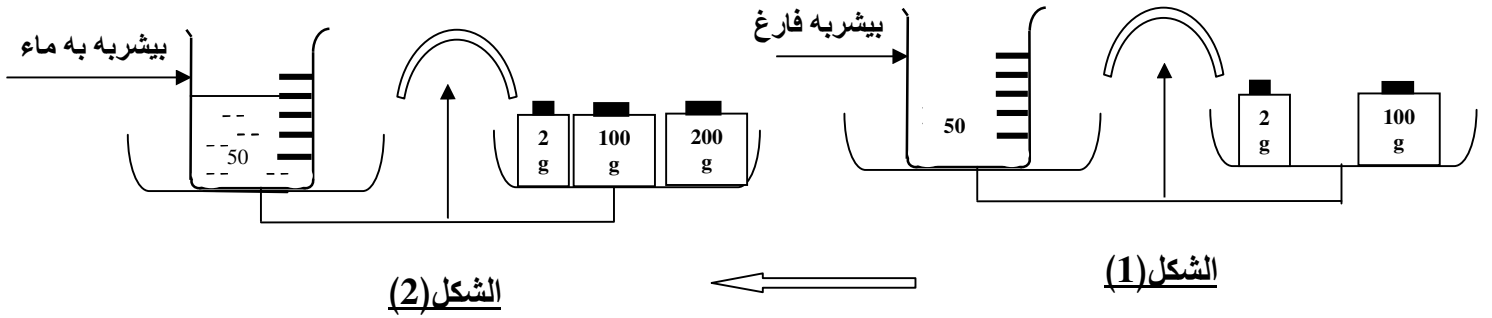 بيشربه فارغ
50
2
g
100
g
الشكل(1)
بيشربه به ماء
50
2
g
100
g
200
g
الشكل(2)